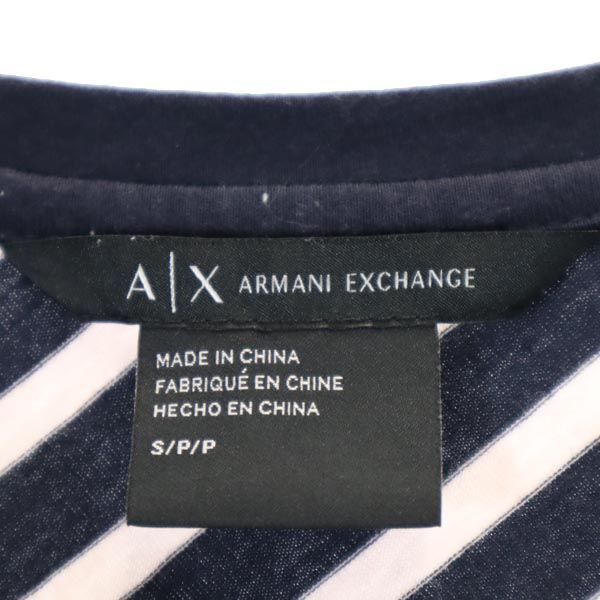 A|X ARMANI EXCHANGE
MADE IN CHINA
FABRIQUÉ EN CHINE
HECHO EN CHINA
S/P/P